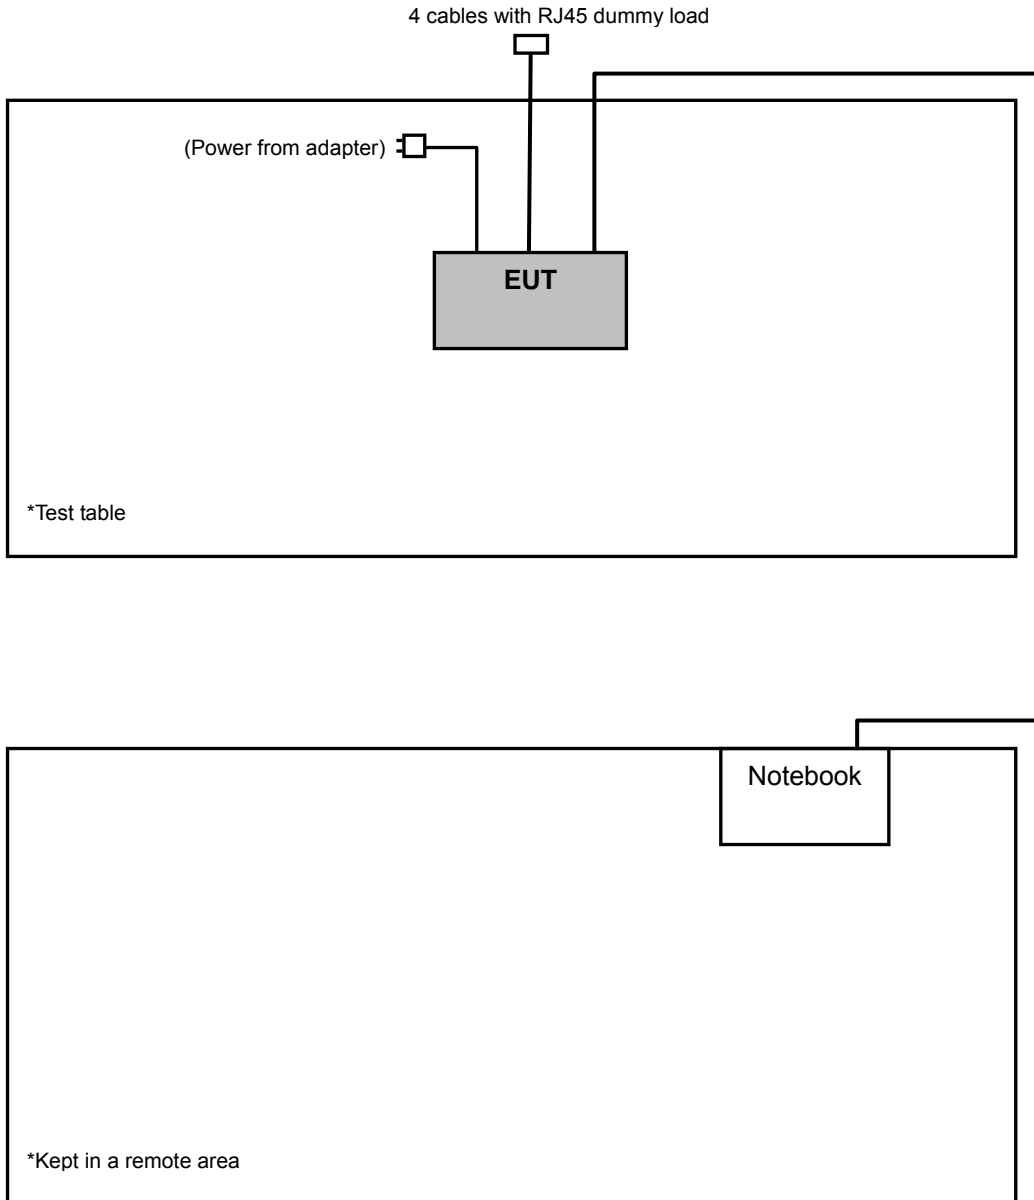 4 cables with RJ45 dummy load
(Power from adapter)
EUT
*Test table
Notebook
*Kept in a remote area